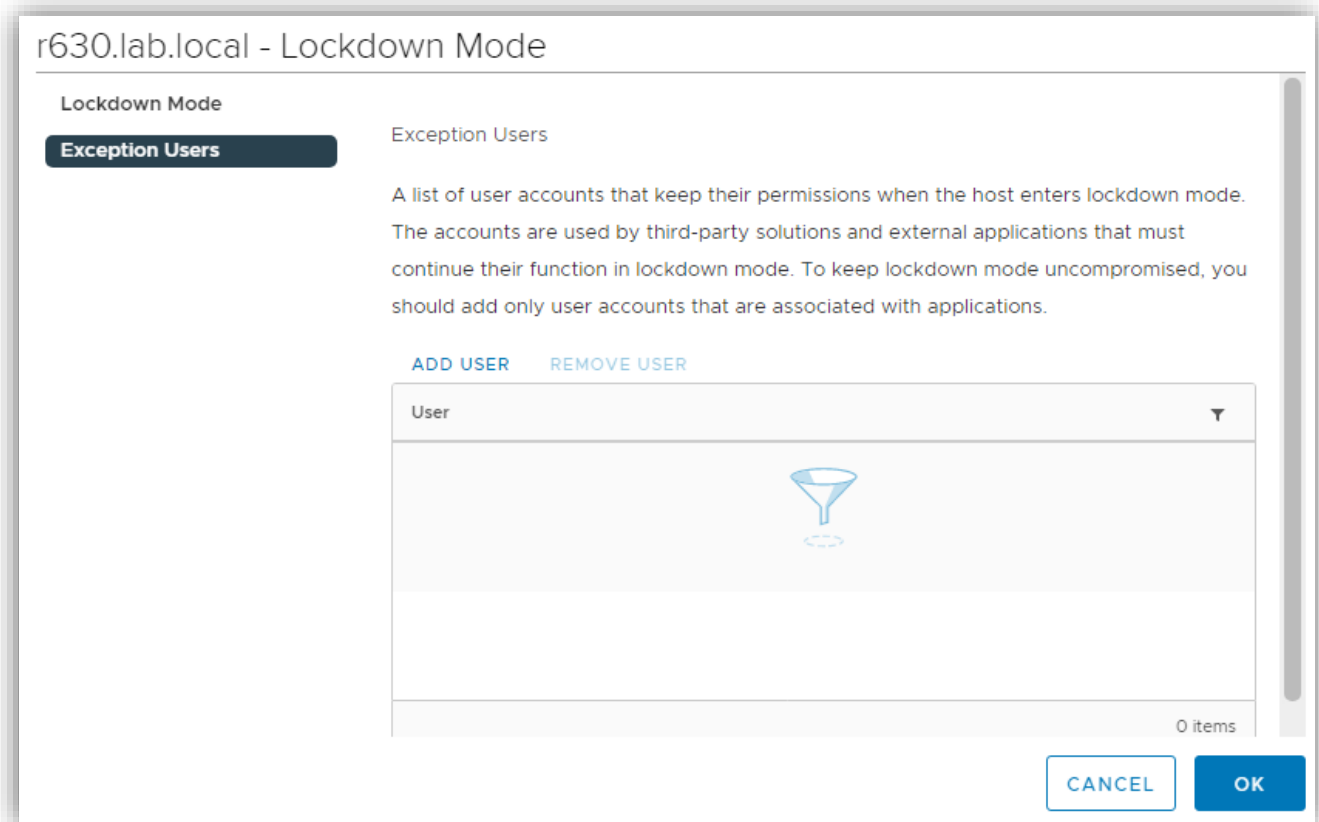 r630.lab.local - Lockdown Mode
Lockdown Mode
Exception Users
Exception Users
A list of user accounts that keep their permissions when the host enters lockdown mode.
The accounts are used by third-party solutions and external applications that must
continue their function in lockdown mode. To keep lockdown mode uncompromised, you
should add only user accounts that are associated with applications.
ADD USER REMOVE USER
User
0 items
CANCEL OK